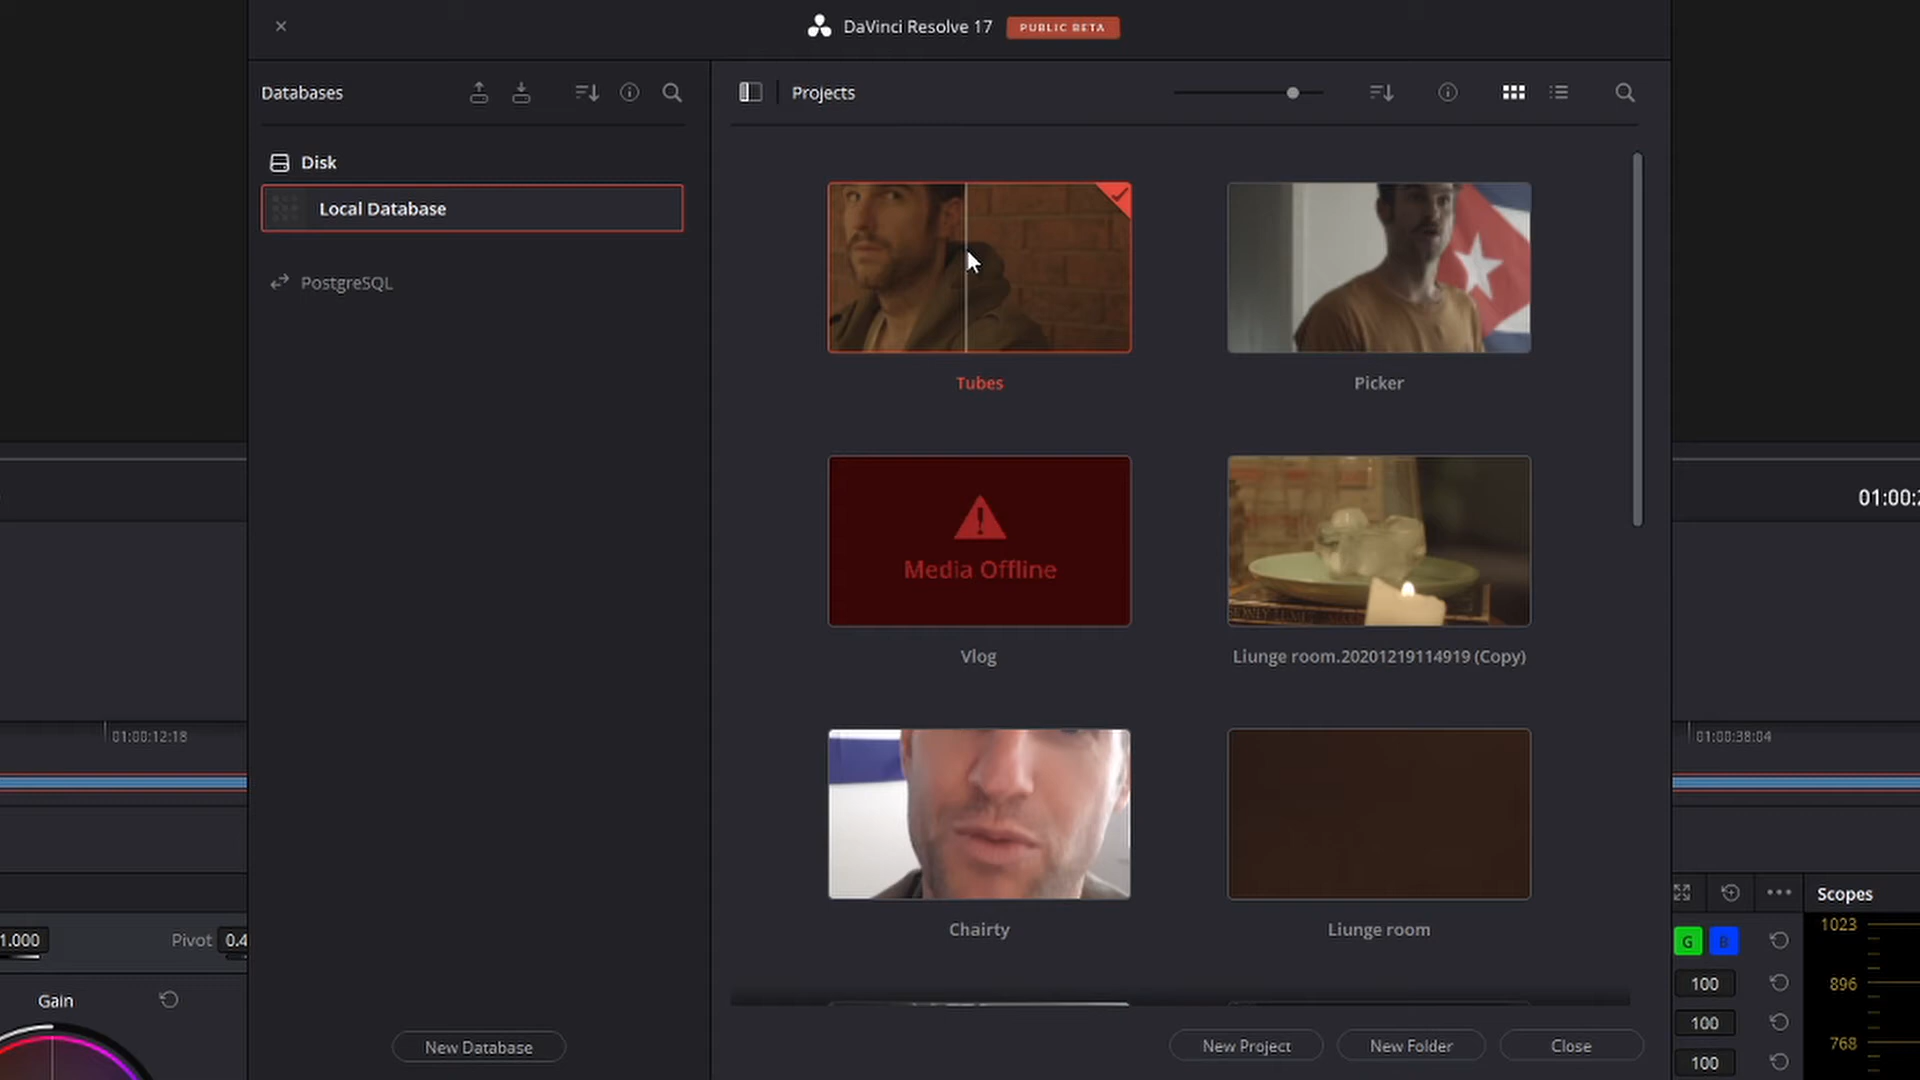 DaVinci Resolve 17 PUBLIC BETA
Databases
Projects
Disk
Local Database
PostgreSQL
Tubes
Picker
Media Offline
Vlog
Liunge room.20201219114919 (Copy)
Chairty
Liunge room
New Database
New Project
New Folder
Close
01:00:12:18
1.000
Pivot
0.4
Gain
01:00:2
01:00:38:04
Scopes
1023
G
B
100
896
100
768
100